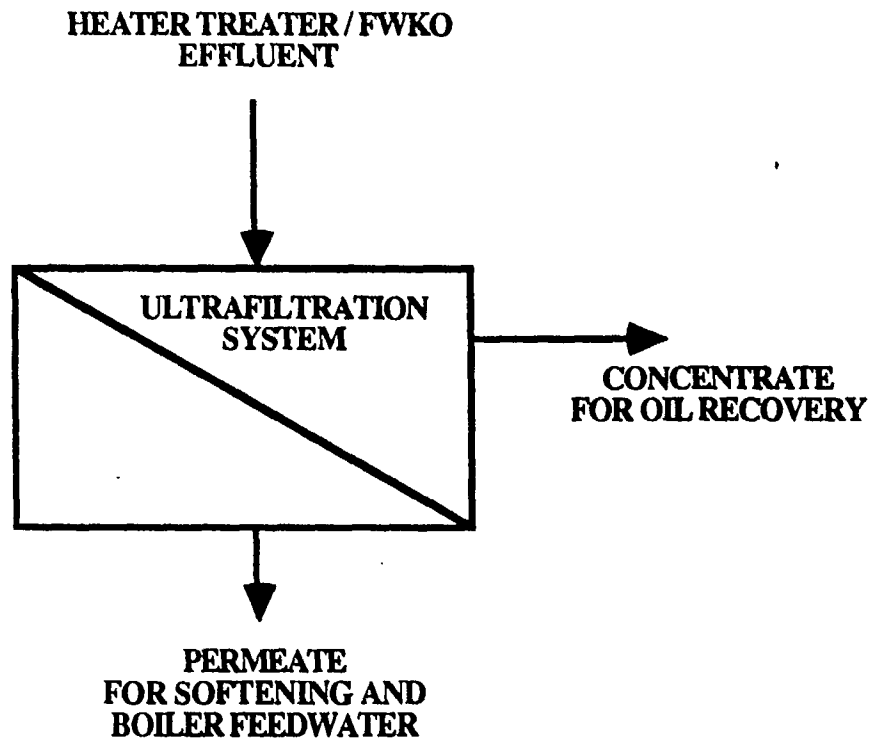 HEATER TREATER / FWKO
EFFLUENT
ULTRAFILTRATION
SYSTEM
CONCENTRATE
FOR OIL RECOVERY
PERMEATE
FOR SOFTENING AND
BOILER FEEDWATER